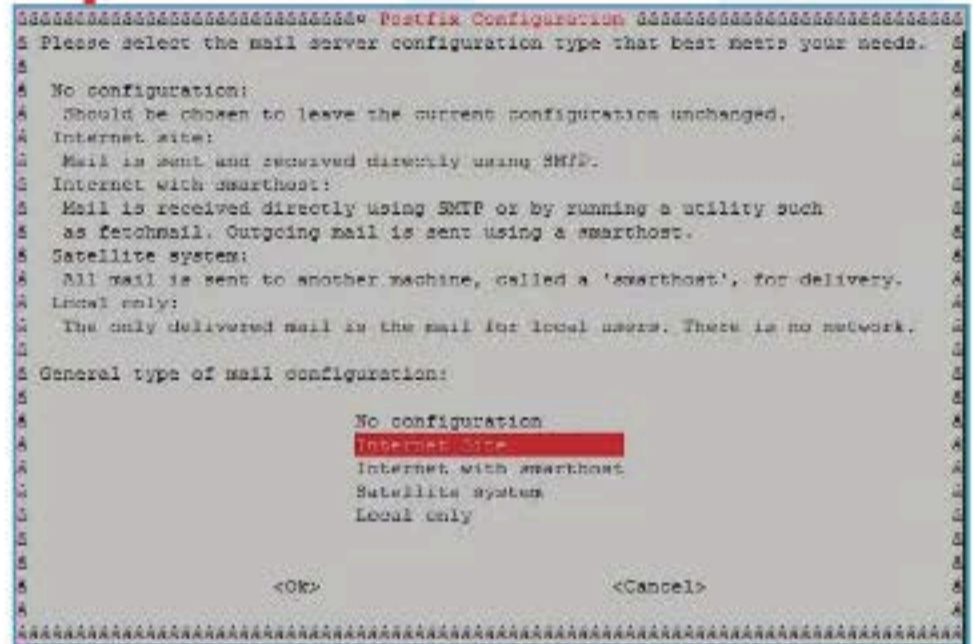 Postfix Configuration
Please select the mail server configuration type that best meets your needs.
No configuration:
Should be chosen to leave the current configuration unchanged.
Internet site:
Mail is sent and received directly using SMTP.
Internet with smarthost:
Mail is received directly using SMTP or by running a utility such
as fetchmail. Outgoing mail is sent using a smarthost.
Satellite system:
All mail is sent to another machine, called a 'smarthost', for delivery.
Local only:
The only delivered mail is the mail for local users. There is no network.
General type of mail configuration:
No configuration
Internet Site
Internet with smarthost
Satellite system
Local only
<Ok> <Cancel>